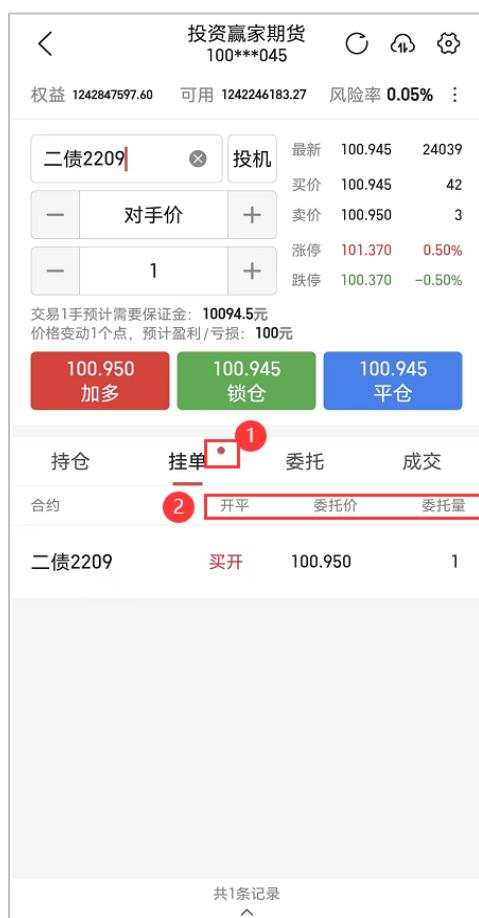 投资赢家期货
100***045
权益 1242847597.60 可用 1242246183.27 风险率 0.05%
二债2209 投机 最新 100.945 24039
买价 100.945 42
对手价 卖价 100.950 3
涨停 101.370 0.50%
1 跌停 100.370 -0.50%
交易1手预计需要保证金：10094.5元
价格变动1个点，预计盈利/亏损：100元
100.950 100.945 100.945
加多 锁仓 平仓
1
持仓 挂单 委托 成交
合约 2 开平 委托价 委托量
二债2209 买开 100.950 1
共1条记录